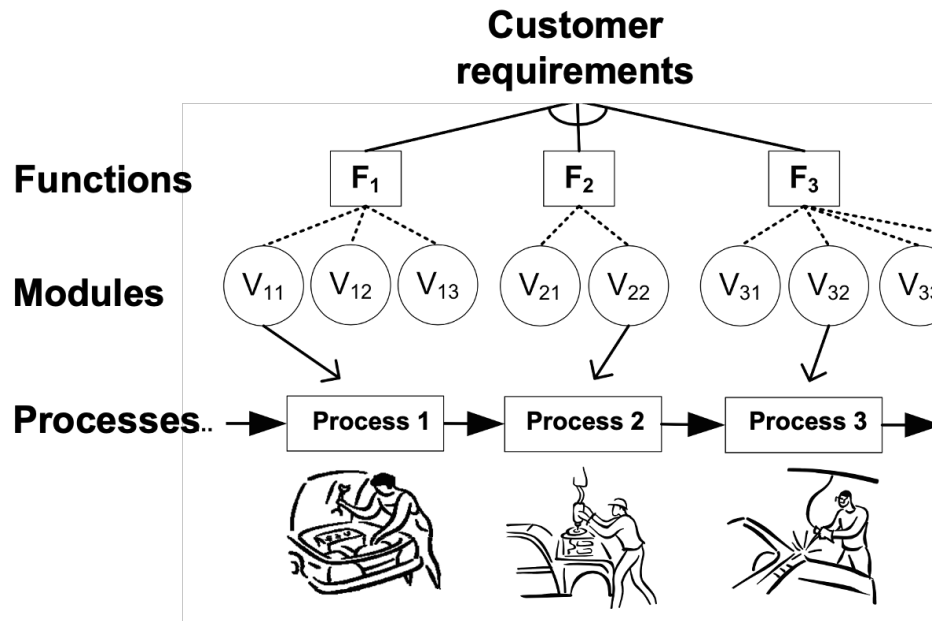 Customer
requirements
Functions
F1
F2
F3
Modules
V11
V12
V13
V21
V22
V31
V32
V33
Processes..
Process 1
Process 2
Process 3